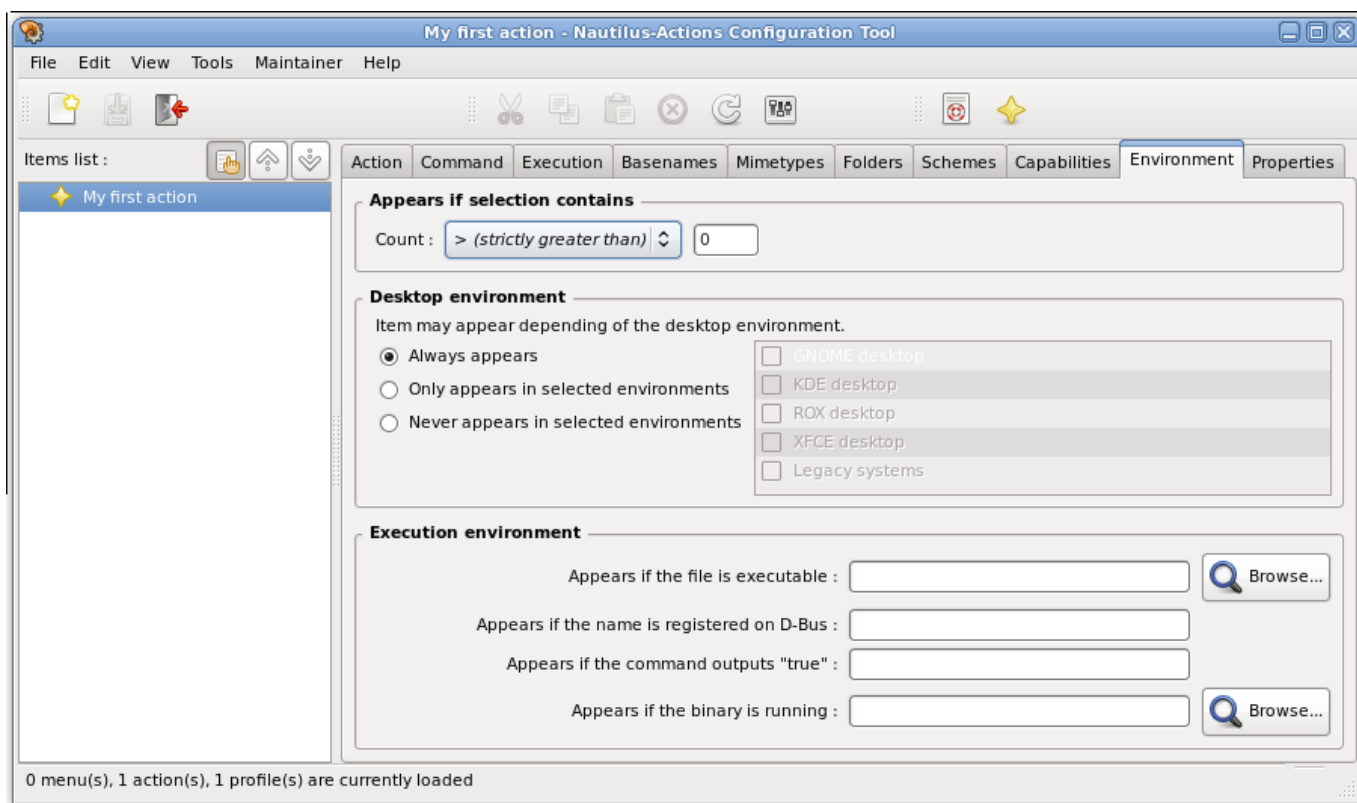 My first action - Nautilus-Actions Configuration Tool
File Edit View Tools Maintainer Help
Items list :
Action Command Execution Basenames Mimetypes Folders Schemes Capabilities Environment Properties
My first action
Appears if selection contains
Count : > (strictly greater than) 0
Desktop environment
Item may appear depending of the desktop environment.
Always appears
Only appears in selected environments
Never appears in selected environments
GNOME desktop
KDE desktop
ROX desktop
XFCE desktop
Legacy systems
Execution environment
Appears if the file is executable : Browse...
Appears if the name is registered on D-Bus :
Appears if the command outputs "true" :
Appears if the binary is running : Browse...
0 menu(s), 1 action(s), 1 profile(s) are currently loaded